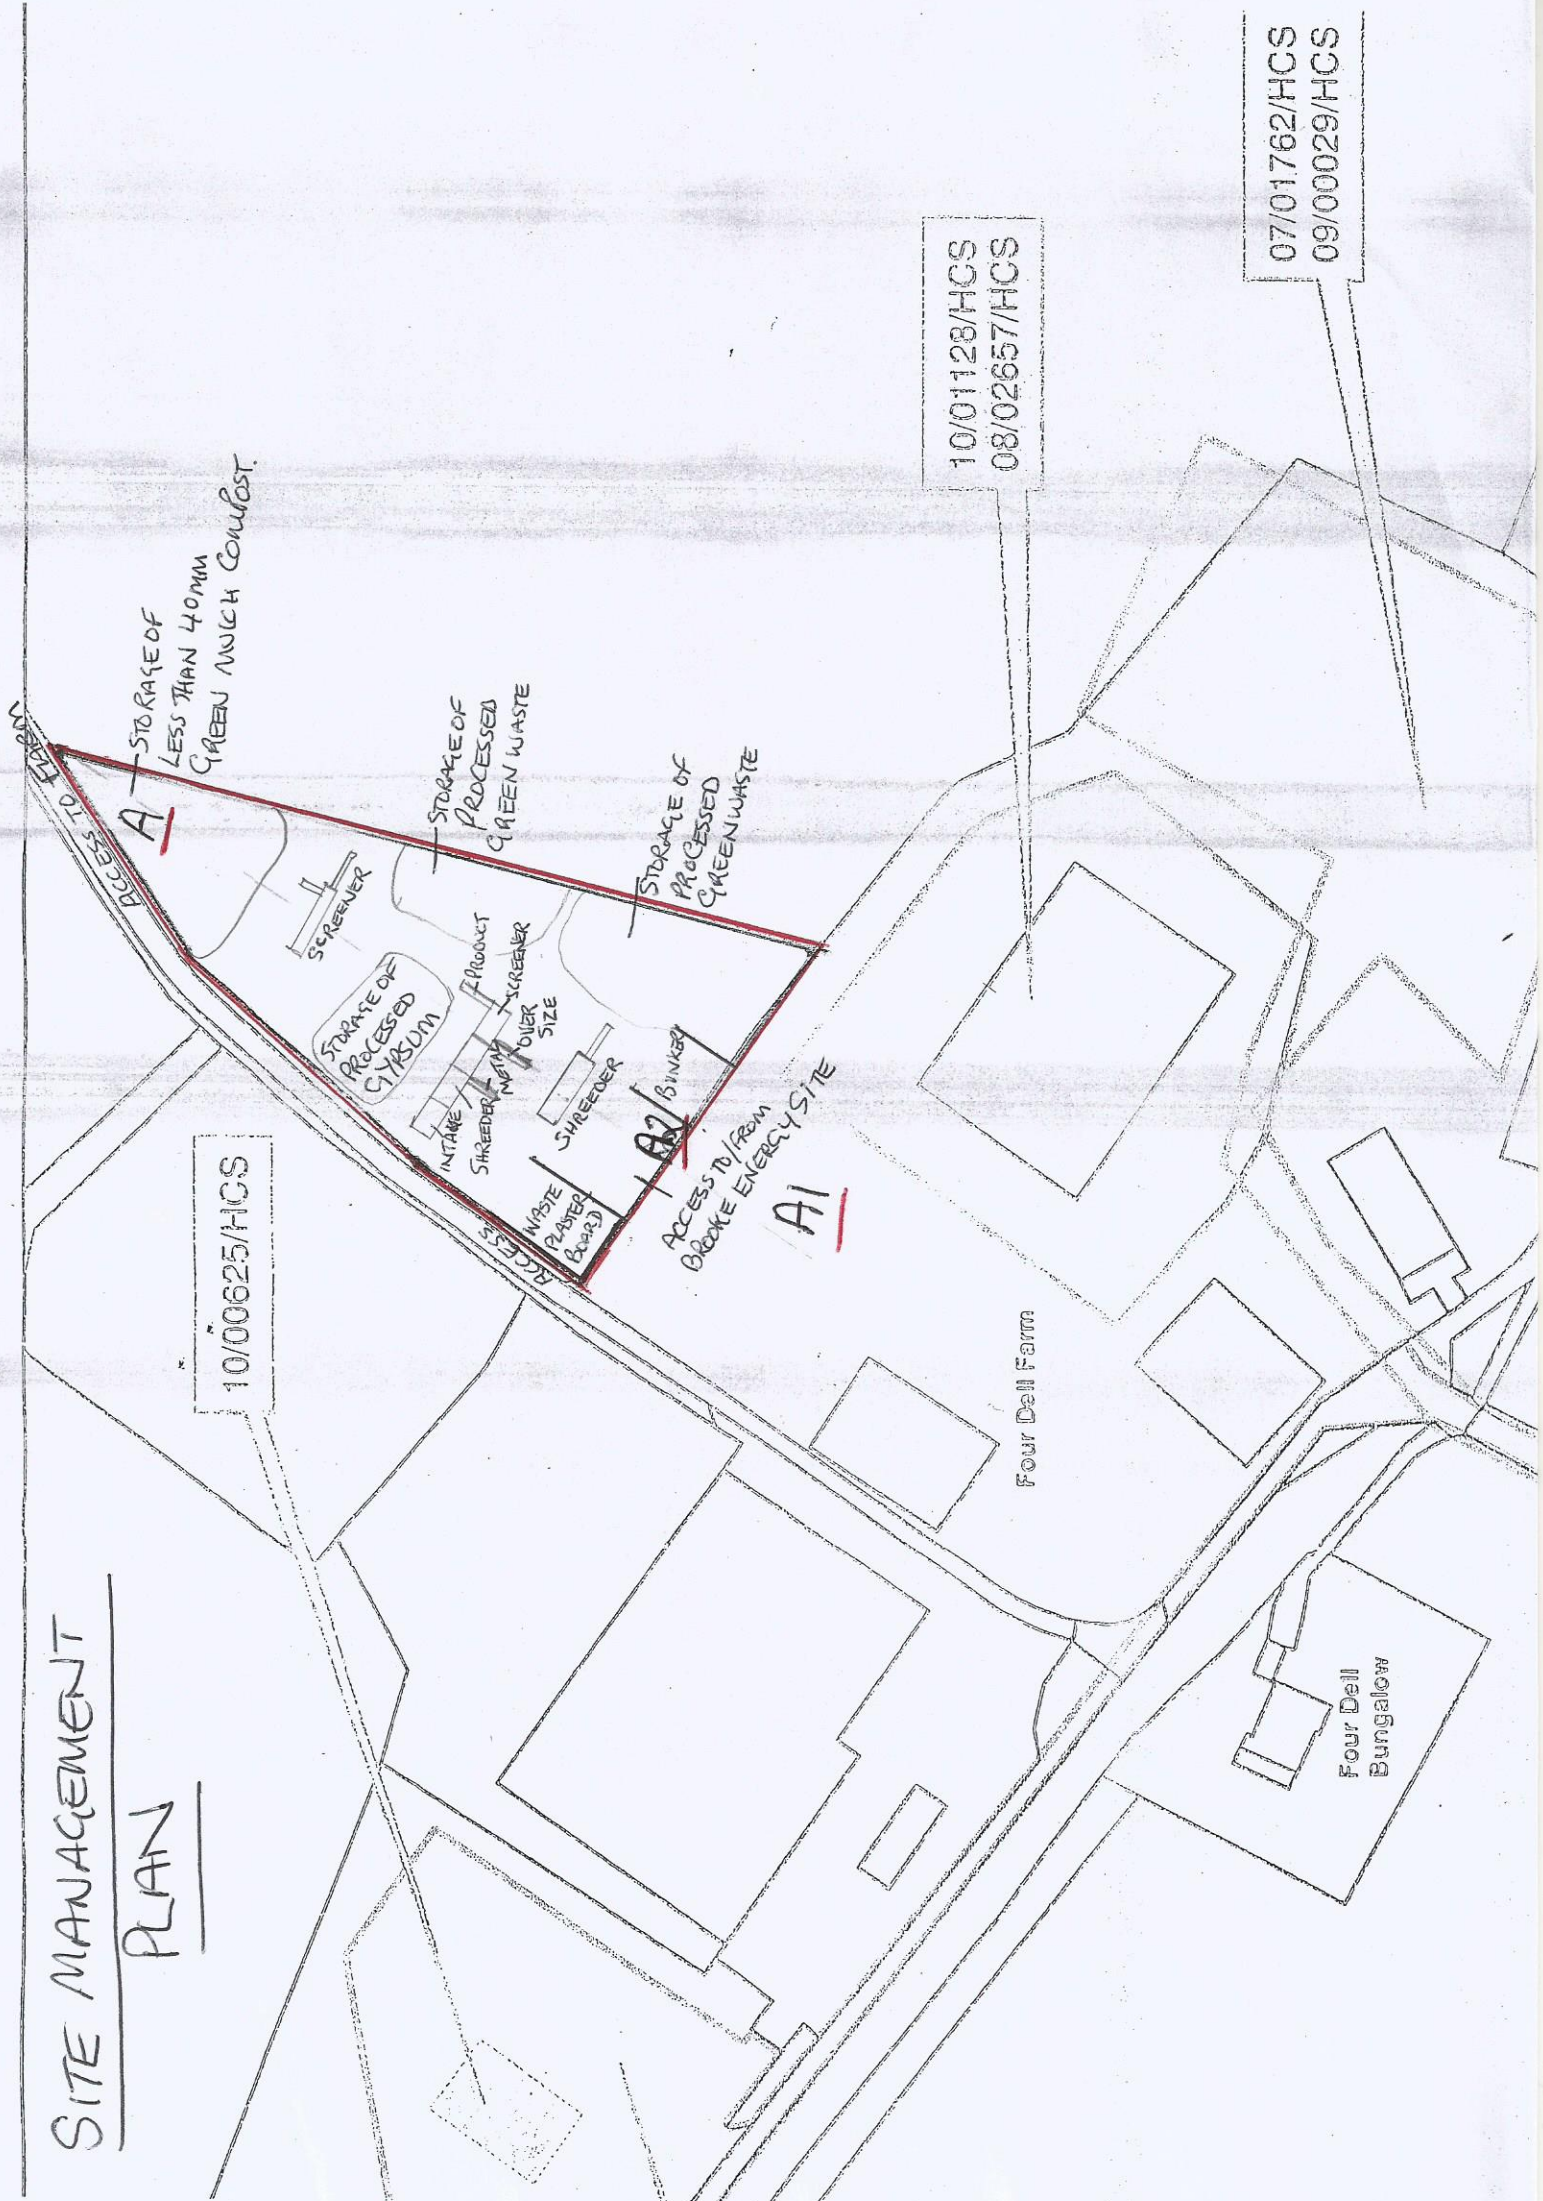 SITE MANAGEMENT
PLAN
10/00625/HCS
ACCESS TO FARM
A
STORAGE OF
LESS THAN 40MM
GREEN MULCH COMPOST.
SCREENER
STORAGE OF
PROCESSED
GREEN WASTE
STORAGE OF
PROCESSED
GYPSUM
PRODUCT
SCREENER
OVER
SIZE
METAL
INTAKE
SHREEDER
STORAGE OF
PROCESSED
GREENWASTE
SHREEDER
ACCESS
WASTE
PLASTER
BOARD
A2
BUNKER
ACCESS TO/FROM
BROOKE ENERGY SITE
A1
10/01128/HCS
08/02657/HCS
07/01762/HCS
09/00029/HCS
Four Dell Farm
Four Dell
Bungalow